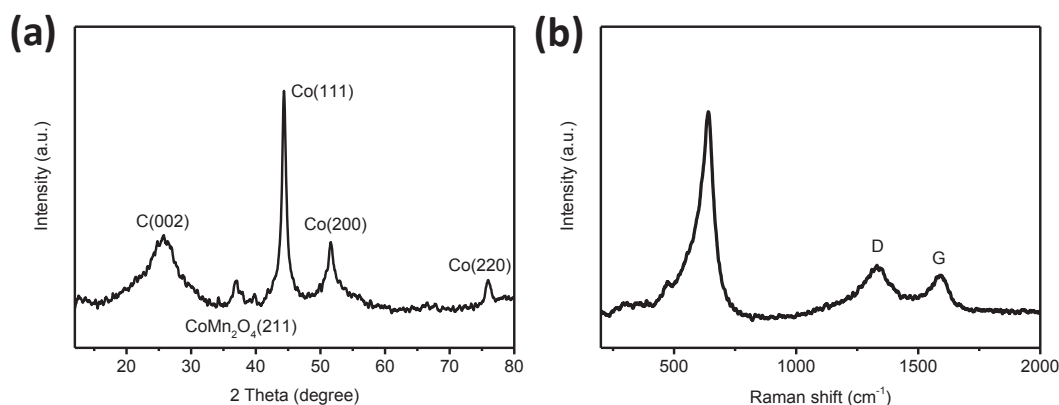 (a)
Intensity (a.u.)
C(002)
CoMn₂O₄(211)
Co(111)
Co(200)
Co(220)
20 30 40 50 60 70 80
2 Theta (degree)
(b)
Intensity (a.u.)
D
G
500 1000 1500 2000
Raman shift (cm⁻¹)